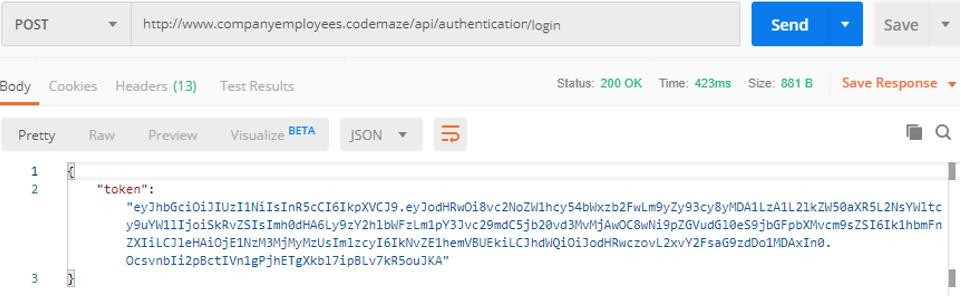 POST http://www.companyemployees.codemaze/api/authentication/login Send Save
Body Cookies Headers (13) Test Results Status: 200 OK Time: 423ms Size: 881 B Save Response
Pretty Raw Preview Visualize BETA JSON
1 {
2 "token":
"eyJhbGciOiJIUzI1NiIsInR5cCI6IkpXVCJ9.eyJodHRwOi8vc2NoZW1hcy54bWxzb2FwLm9yZy93cy8yMDA1LzA1L2lkZW50aXR5L2NsYWltc
y9uYW1lIjoiSkRvZSIsImh0dHA6Ly9zY2hlbWFzLm1pY3Jvc29mdC5jb20vd3MvMjAwOC8wNi9pZGVudGl0eS9jbGFpbXMvcm9sZSI6Ik1hbmFn
ZXIiLCJleHAiOjE1NzM3MjMyMzUsImlzcyI6IkNvZE1hemVBUEkiLCJhdWQiOiJodHRwczovL2xvY2FsaG9zdDo1MDAxIn0.
OcsvnbIi2pBctIVn1gPjhETgXkbl7ipBLv7kR5ouJKA"
3 }